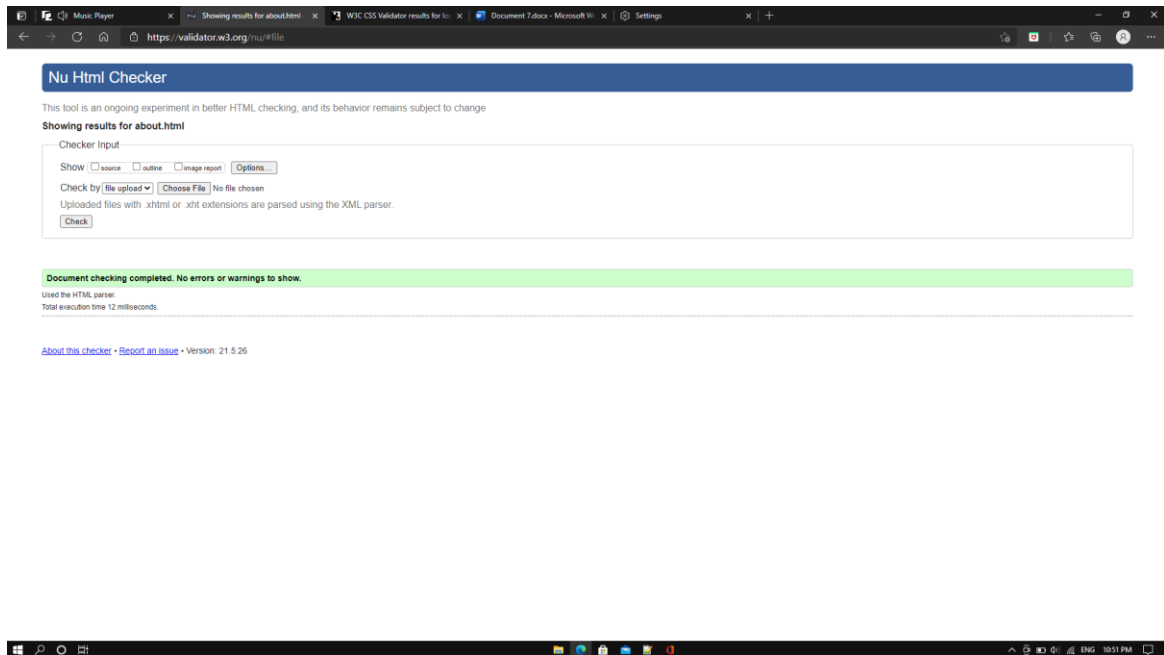 Music Player
Showing results for about.html -
W3C CSS Validator results for lo
Document 7.docx - Microsoft W
Settings
https://validator.w3.org/nu/#file
Nu Html Checker
This tool is an ongoing experiment in better HTML checking, and its behavior remains subject to change
Showing results for about.html
Checker Input
Show source outline image report Options...
Check by file upload Choose File No file chosen
Uploaded files with .xhtml or .xht extensions are parsed using the XML parser.
Check
Document checking completed. No errors or warnings to show.
Used the HTML parser.
Total execution time 12 milliseconds.
About this checker • Report an issue • Version: 21.5.26
ENG 10:51 PM